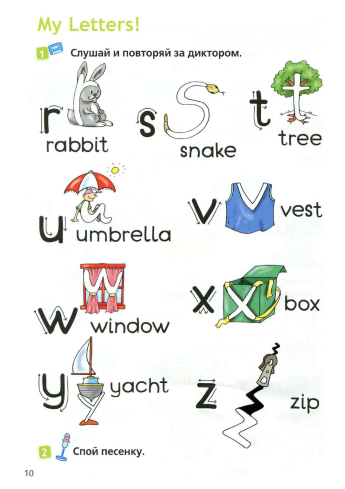 My Letters!
1 Слушай и повторяй за диктором.
r rabbit
s snake
t tree
u umbrella
v vest
w window
x box
y yacht
z zip
2 Спой песенку.
10